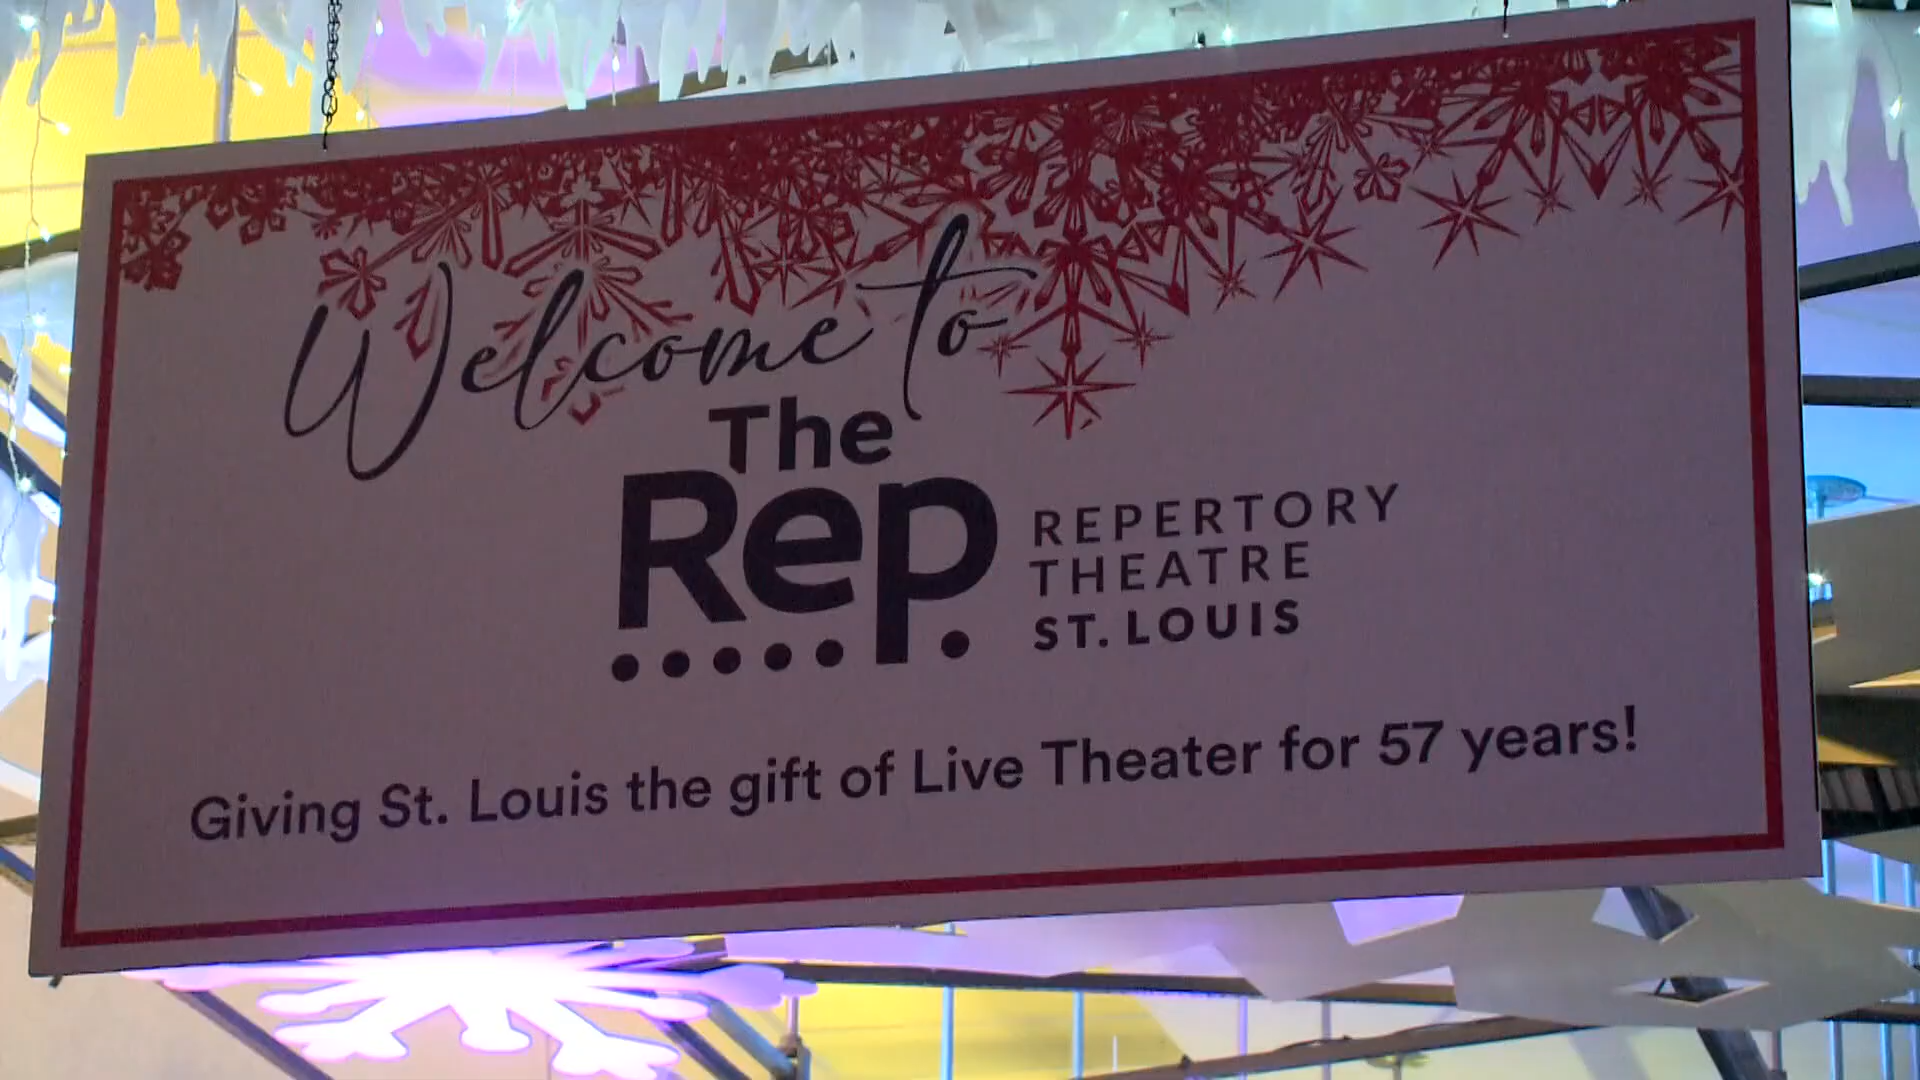 Welcome to
The
Rep.
REPERTORY
THEATRE
ST. LOUIS
Giving St. Louis the gift of Live Theater for 57 years!